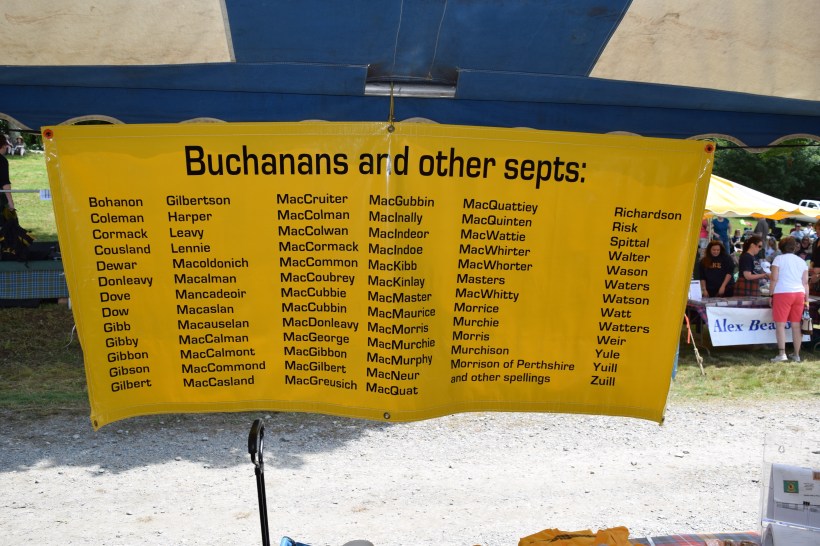 Buchanans and other septs:
Bohanon
Coleman
Cormack
Cousland
Dewar
Donleavy
Dove
Dow
Gibb
Gibby
Gibbon
Gibson
Gilbert
Gilbertson
Harper
Leavy
Lennie
Macoldonich
Macalman
Mancadeoir
Macaslan
Macauselan
MacCalman
MacCalmont
MacCommond
MacCasland
MacCruiter
MacColman
MacColwan
MacCormack
MacCommon
MacCoubrey
MacCubbie
MacCubbin
MacDonleavy
MacGeorge
MacGibbon
MacGilbert
MacGreusich
MacGubbin
MacInally
MacIndeor
MacIndoe
MacKibb
MacKinlay
MacMaster
MacMaurice
MacMorris
MacMurchie
MacMurphy
MacNeur
MacQuat
MacQuattiey
MacQuinten
MacWattie
MacWhirter
MacWhorter
Masters
MacWhitty
Morrice
Murchie
Morris
Murchison
Morrison of Perthshire
and other spellings
Richardson
Risk
Spittal
Walter
Wason
Waters
Watson
Watt
Watters
Weir
Yule
Yuill
Zuill
Alex